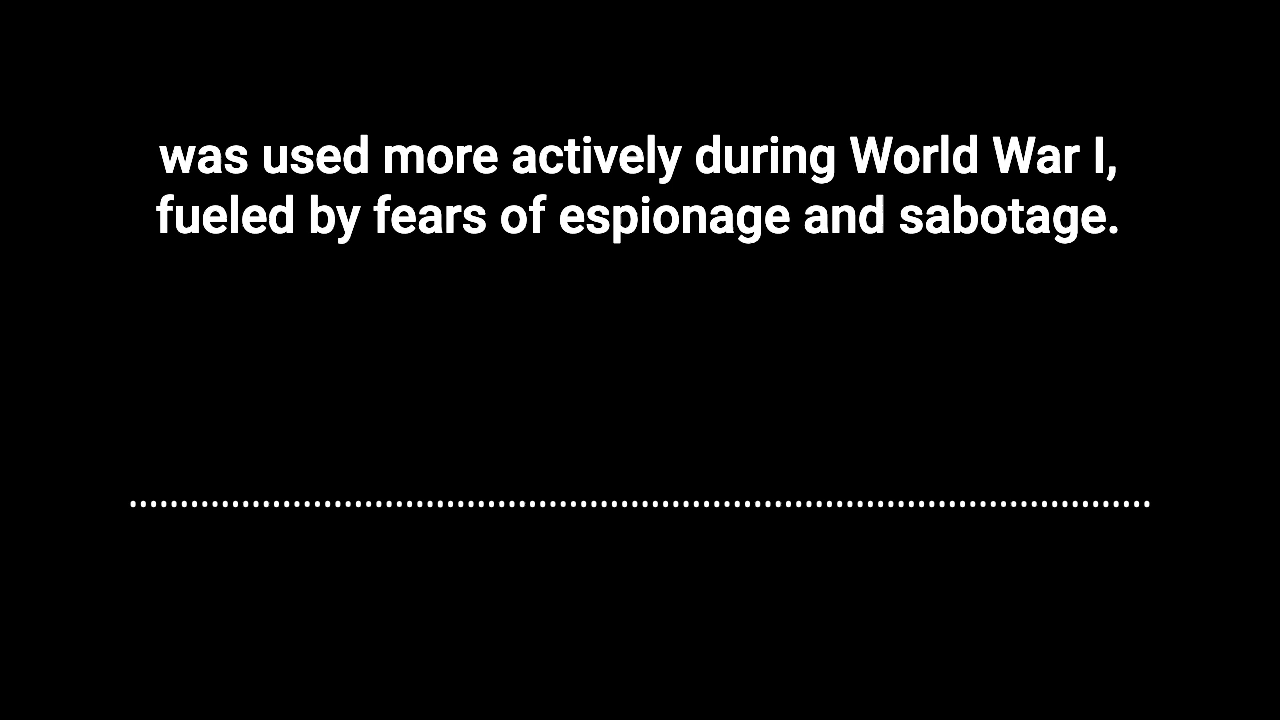 was used more actively during World War I,
fueled by fears of espionage and sabotage.